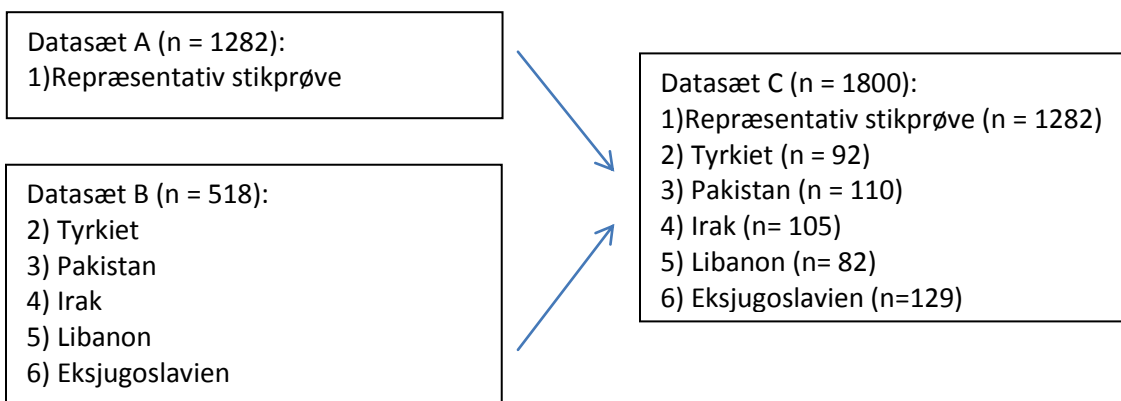 Datasæt A (n = 1282):
1)Repræsentativ stikprøve
Datasæt B (n = 518):
2) Tyrkiet
3) Pakistan
4) Irak
5) Libanon
6) Eksjugoslavien
Datasæt C (n = 1800):
1)Repræsentativ stikprøve (n = 1282)
2) Tyrkiet (n = 92)
3) Pakistan (n = 110)
4) Irak (n= 105)
5) Libanon (n= 82)
6) Eksjugoslavien (n=129)